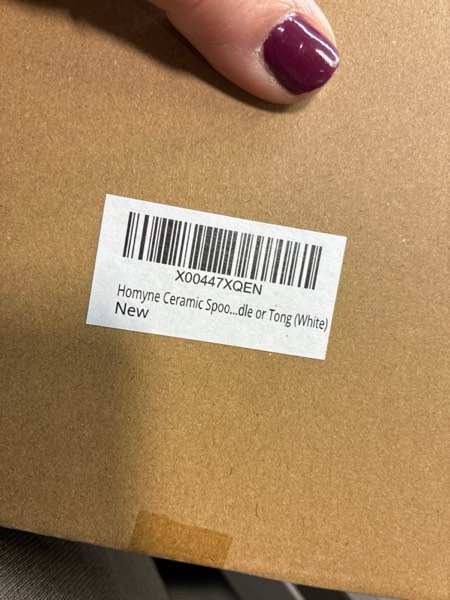 X00447XQEN
Homyne Ceramic Spoo...dle or Tong (White)
New